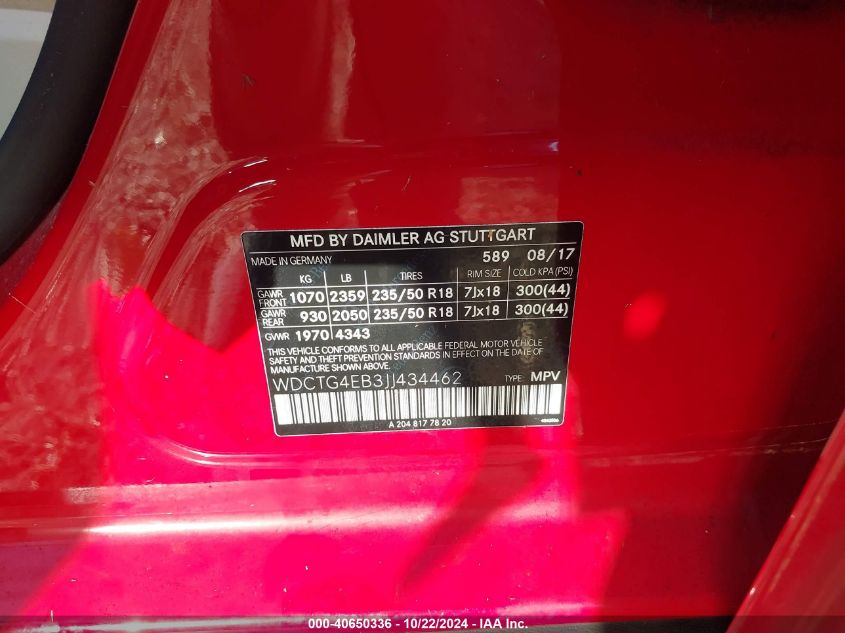 MFD BY DAIMLER AG STUTTGART
MADE IN GERMANY 589 08/17
KG LB TIRES RIM SIZE COLD KPA (PSI)
GAWR FRONT 1070 2359 235/50 R18 7Jx18 300(44)
GAWR REAR 930 2050 235/50 R18 7Jx18 300(44)
GVWR 1970 4343
THIS VEHICLE CONFORMS TO ALL APPLICABLE FEDERAL MOTOR VEHICLE
SAFETY AND THEFT PREVENTION STANDARDS IN EFFECT ON THE DATE OF
MANUFACTURE SHOWN ABOVE.
WDCTG4EB3JJ434462 TYPE: MPV
A 204 817 78 20
000-40650336 - 10/22/2024 - IAA Inc.